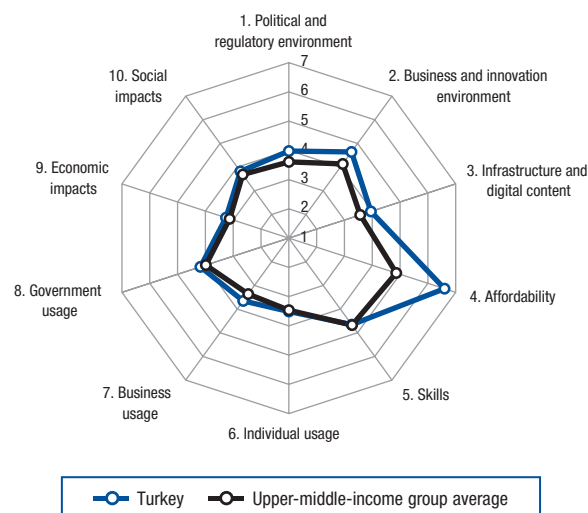 1. Political and
regulatory environment
2. Business and innovation
environment
3. Infrastructure and
digital content
4. Affordability
5. Skills
6. Individual usage
7. Business
usage
8. Government
usage
9. Economic
impacts
10. Social
impacts
7
6
5
4
3
2
1
Turkey
Upper-middle-income group average